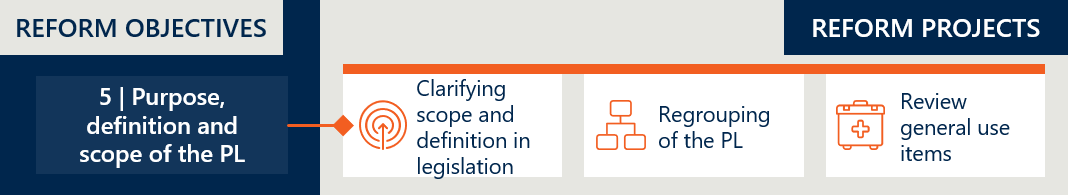 REFORM OBJECTIVES
REFORM PROJECTS
5 | Purpose,
definition and
scope of the PL
Clarifying
scope and
definition in
legislation
Regrouping
of the PL
Review
general use
items